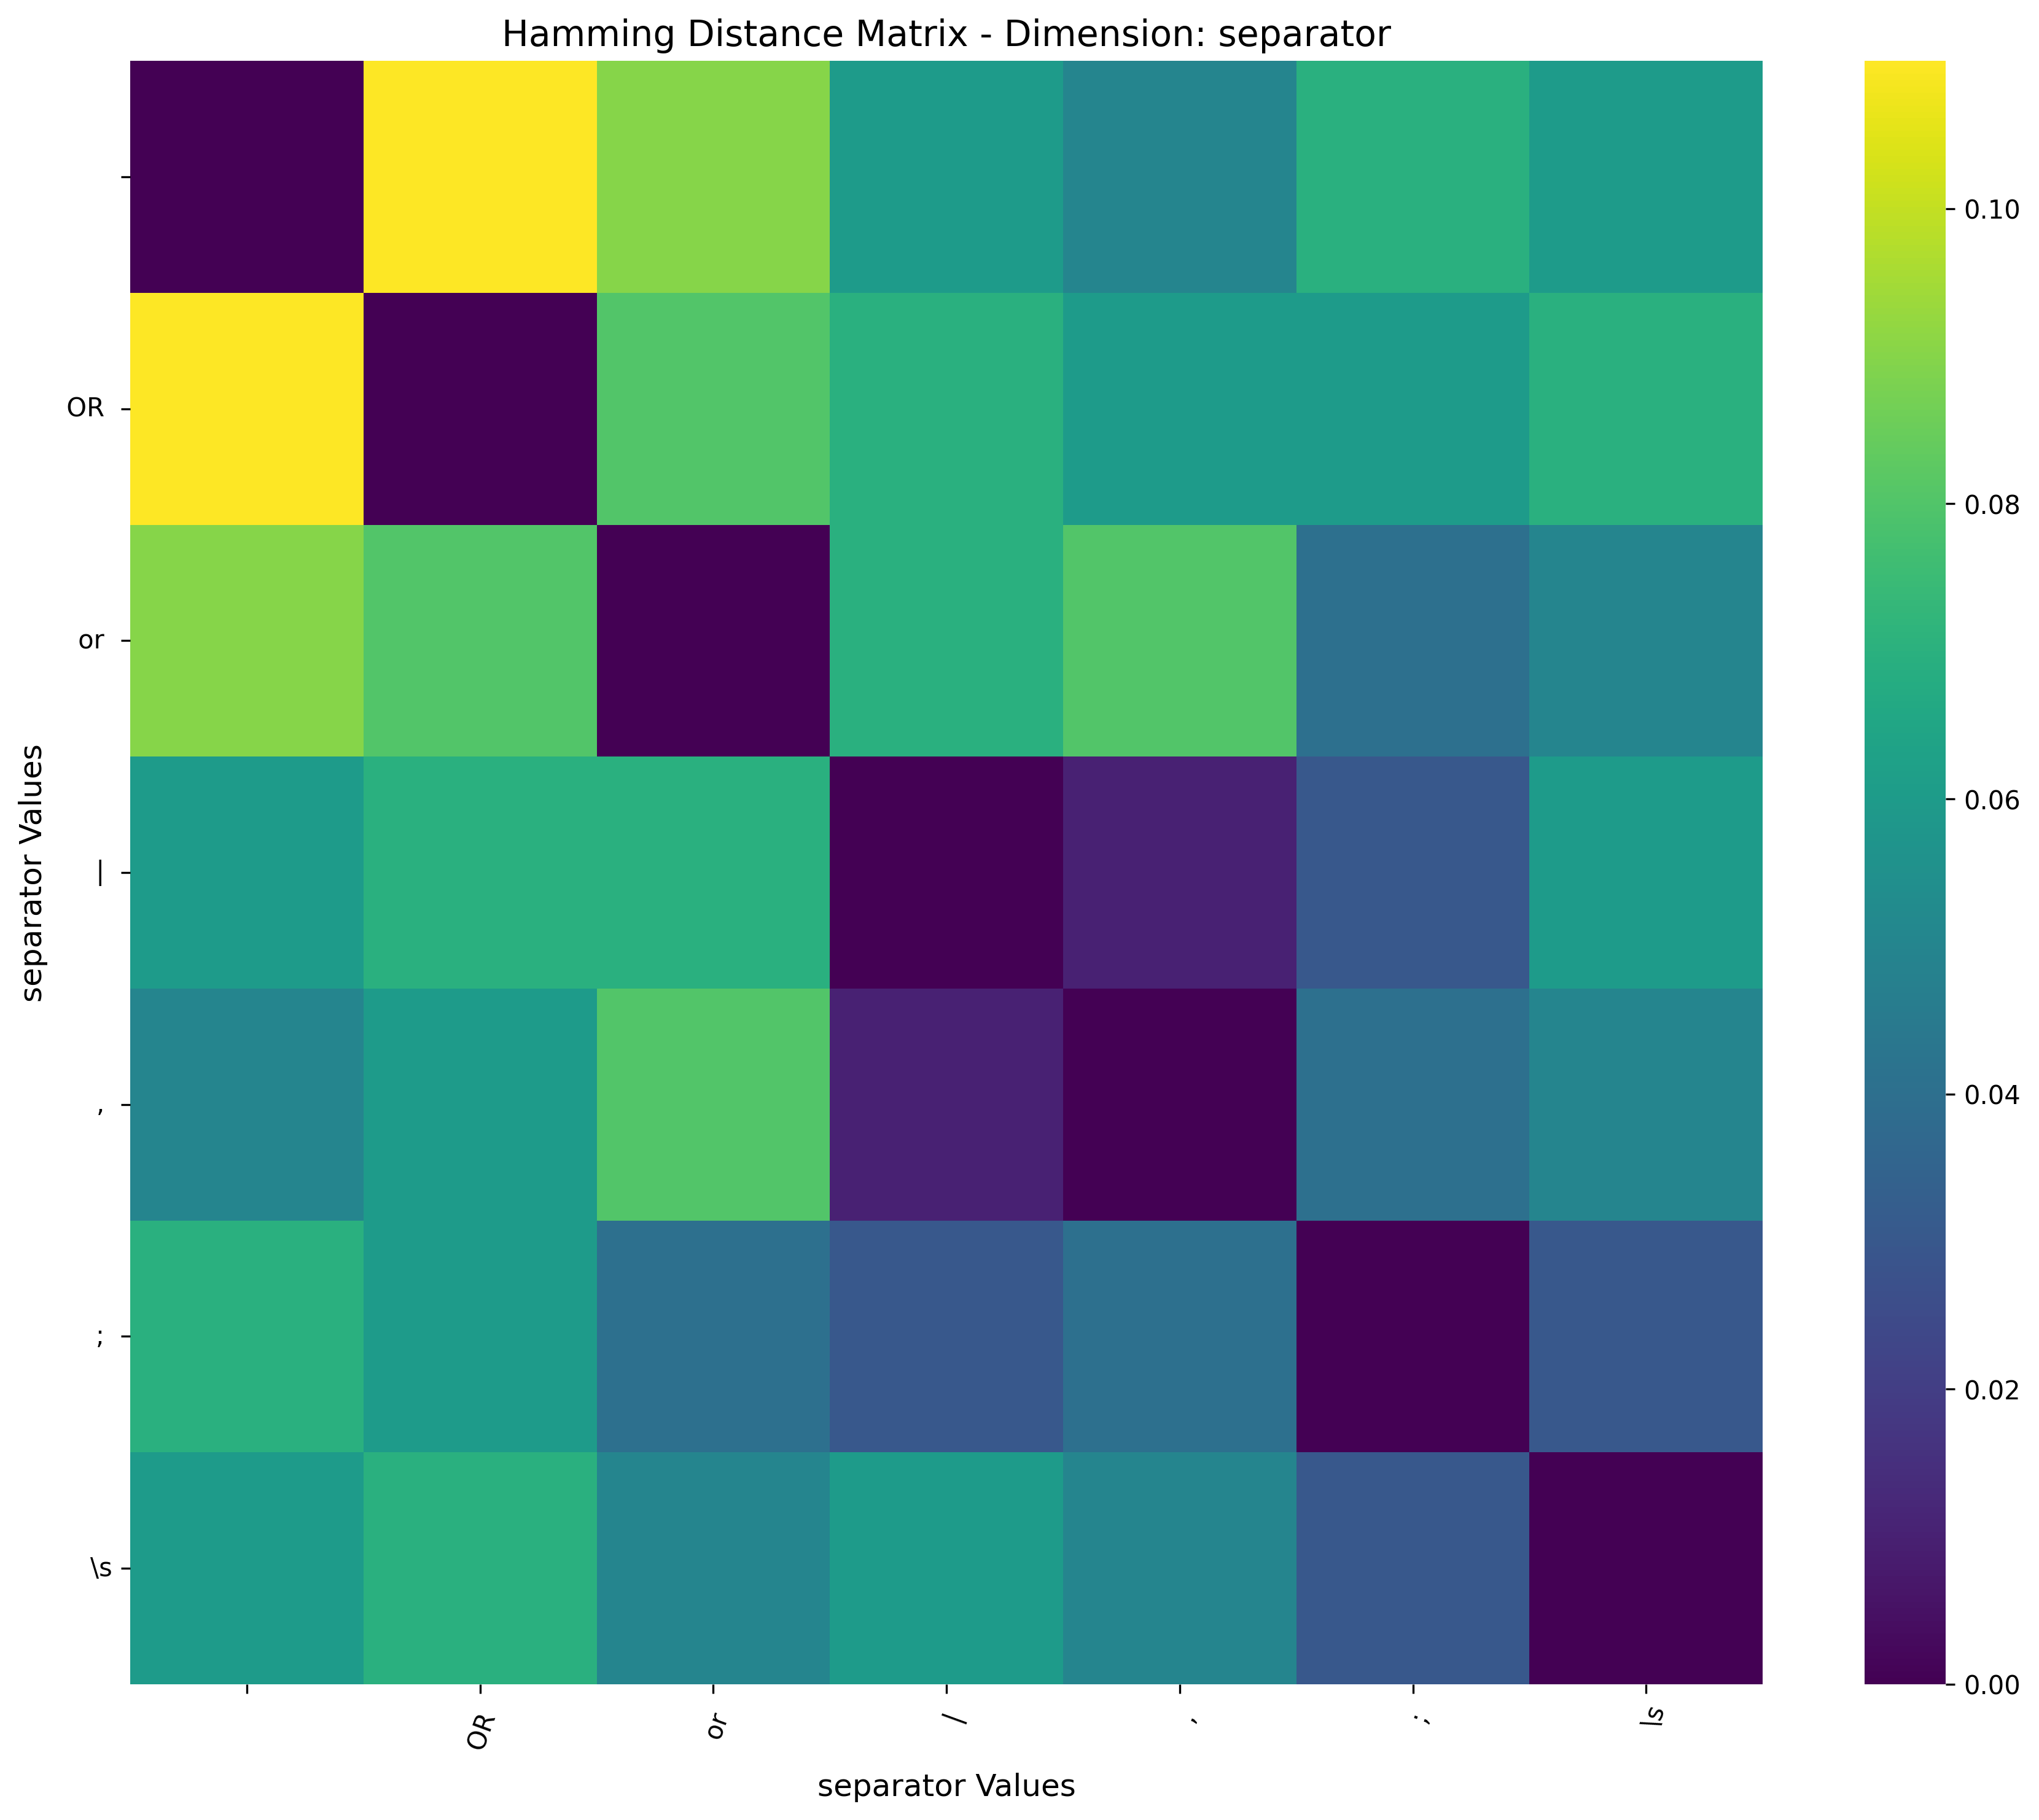 Hamming Distance Matrix - Dimension: separator
separator Values
OR
or
|
,
;
\s
OR
or
|
,
;
\s
separator Values
0.10
0.08
0.06
0.04
0.02
0.00